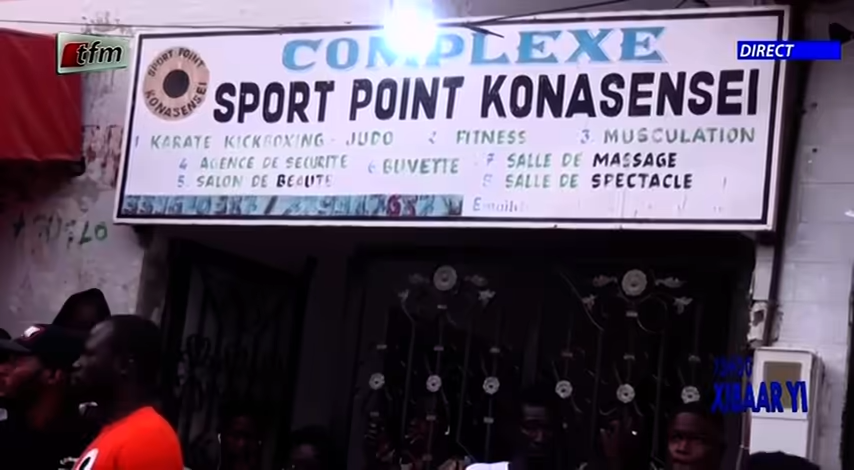 tfm
DIRECT
COMPLEXE
SPORT POINT KONASENSEI
SPORT POINT KONASENSEI
1 KARATE KICKBOXING - JUDO 2 FITNESS 3. MUSCULATION
4 AGENCE DE SECURITE 6 BUVETTE 7 SALLE DE MASSAGE
5. SALON DE BEAUTE 8 SALLE DE SPECTACLE
Email:
XIBAAR YI